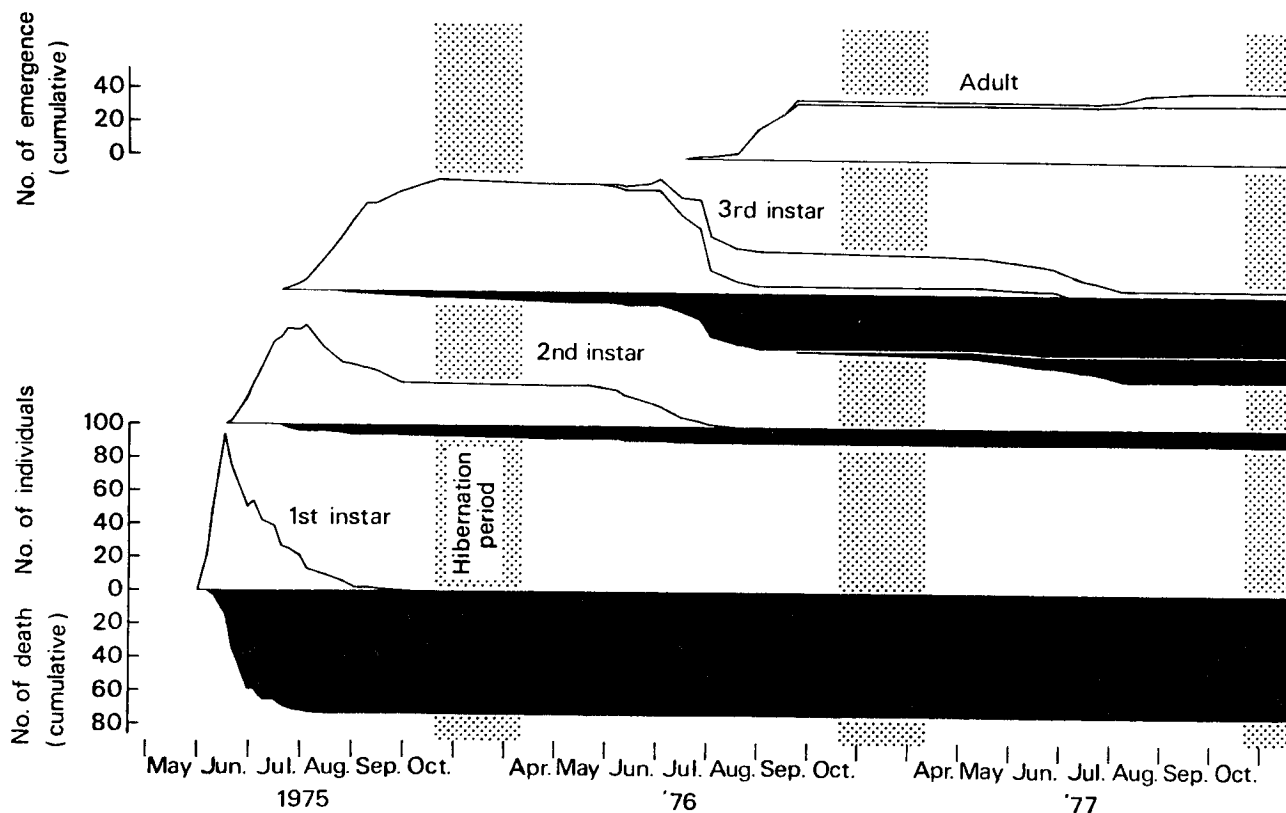 No. of emergence
(cumulative)
40
20
0
Adult
3rd instar
2nd instar
No. of individuals
100
80
60
40
20
0
1st instar
Hibernation
period
No. of death
(cumulative)
20
40
60
80
May Jun. Jul. Aug. Sep. Oct. Apr. May Jun. Jul. Aug. Sep. Oct. Apr. May Jun. Jul. Aug. Sep. Oct.
1975 '76 '77